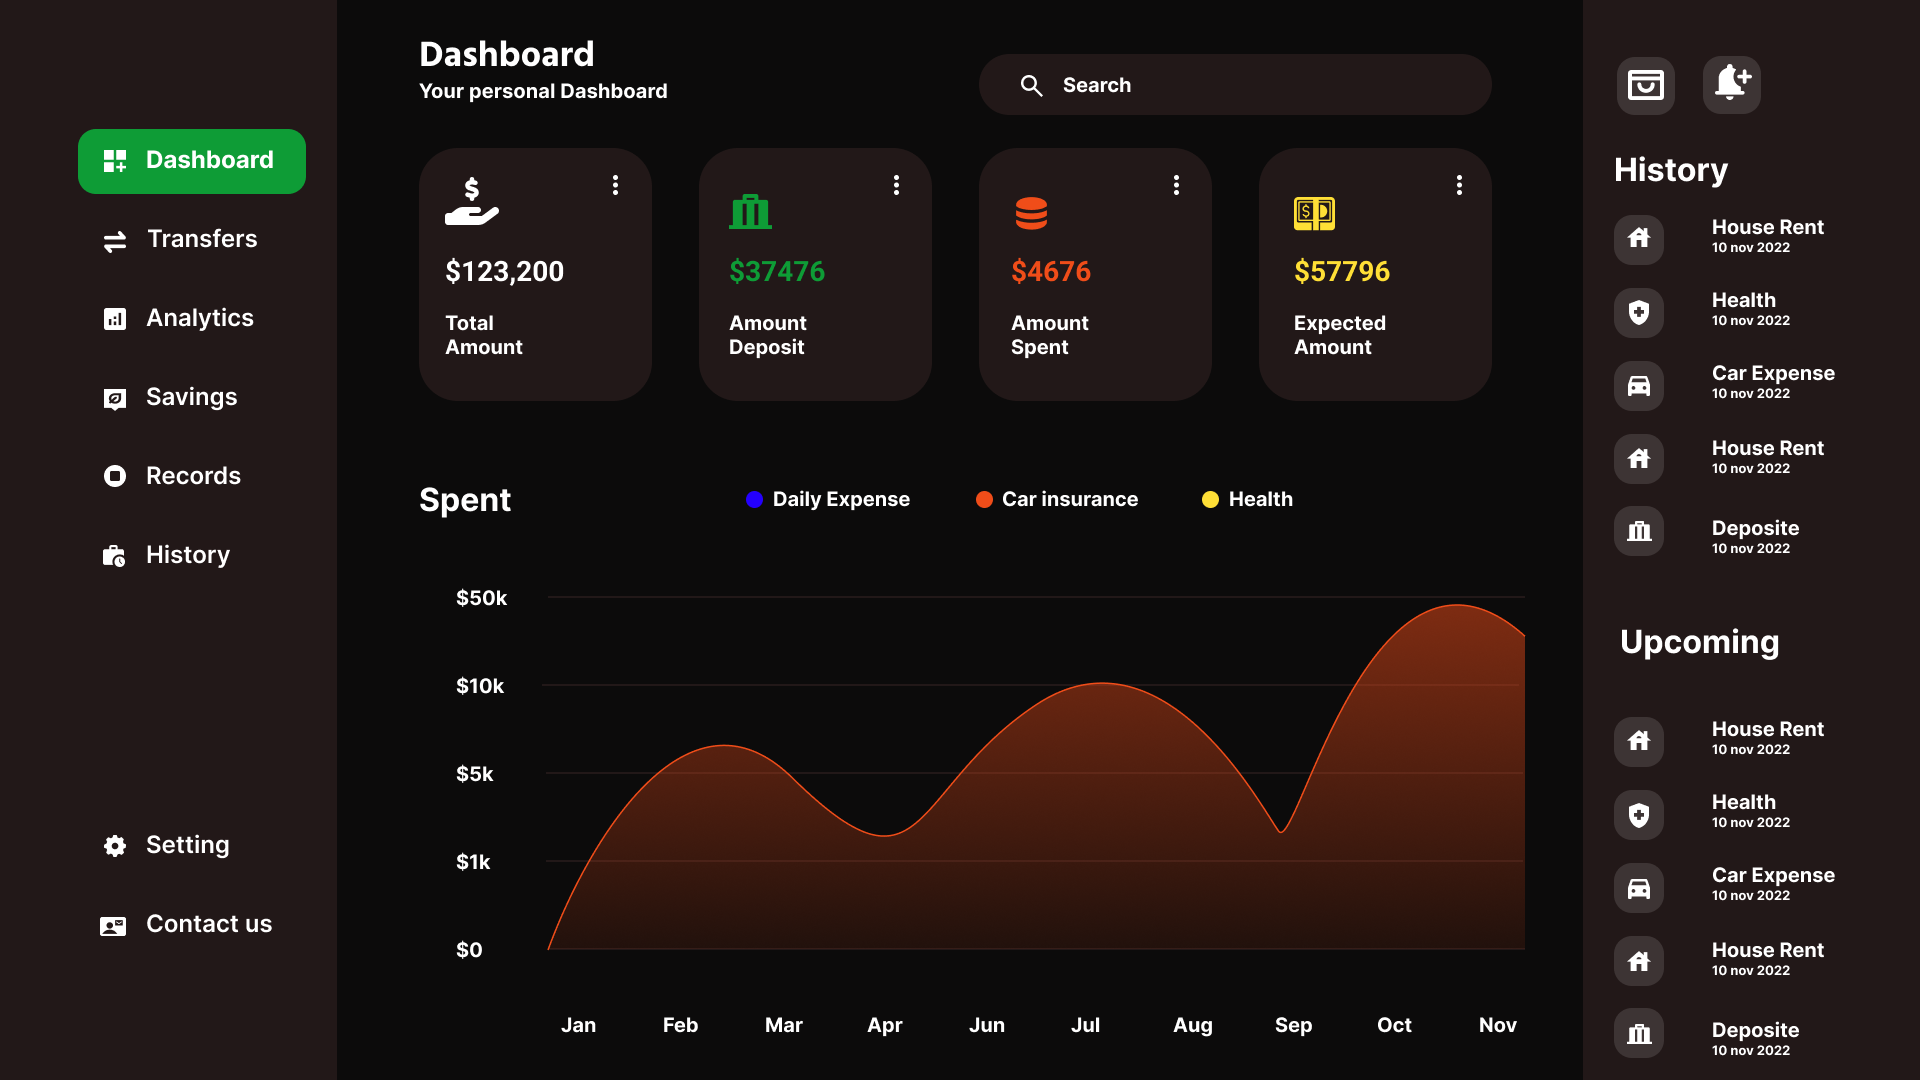 Dashboard
Transfers
Analytics
Savings
Records
History
Setting
Contact us
Dashboard
Your personal Dashboard
Search
$123,200
Total
Amount
$37476
Amount
Deposit
$4676
Amount
Spent
$57796
Expected
Amount
Spent
Daily Expense
Car insurance
Health
$50k
$10k
$5k
$1k
$0
Jan
Feb
Mar
Apr
Jun
Jul
Aug
Sep
Oct
Nov
History
House Rent
10 nov 2022
Health
10 nov 2022
Car Expense
10 nov 2022
House Rent
10 nov 2022
Deposite
10 nov 2022
Upcoming
House Rent
10 nov 2022
Health
10 nov 2022
Car Expense
10 nov 2022
House Rent
10 nov 2022
Deposite
10 nov 2022